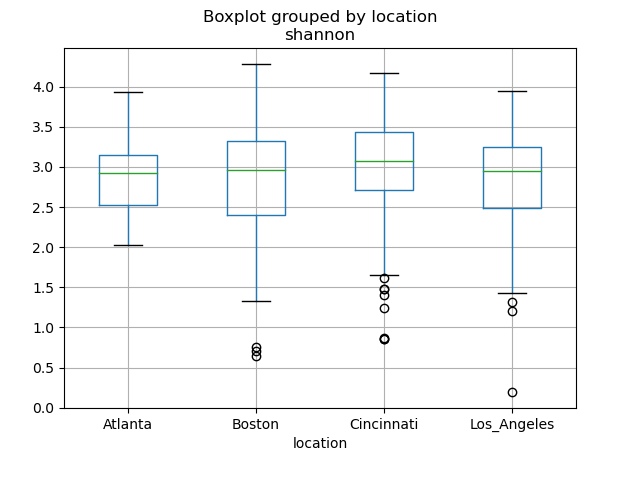 Boxplot grouped by location
shannon
4.0
3.5
3.0
2.5
2.0
1.5
1.0
0.5
0.0
Atlanta Boston Cincinnati Los_Angeles
location